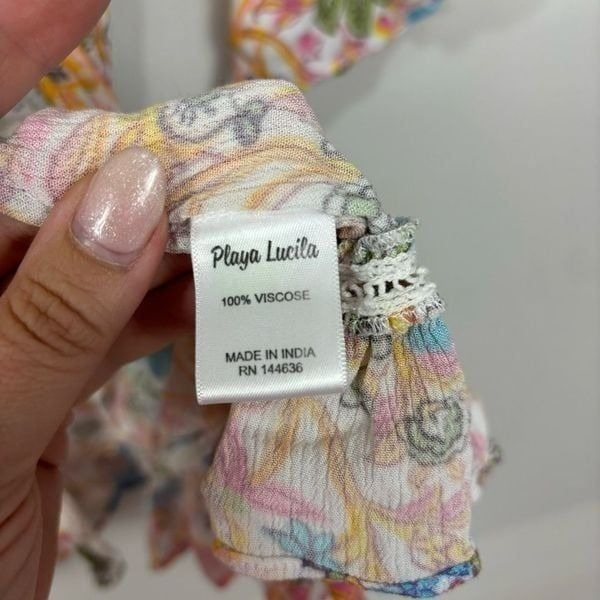 Playa Lucila
100% VISCOSE
MADE IN INDIA
RN 144636